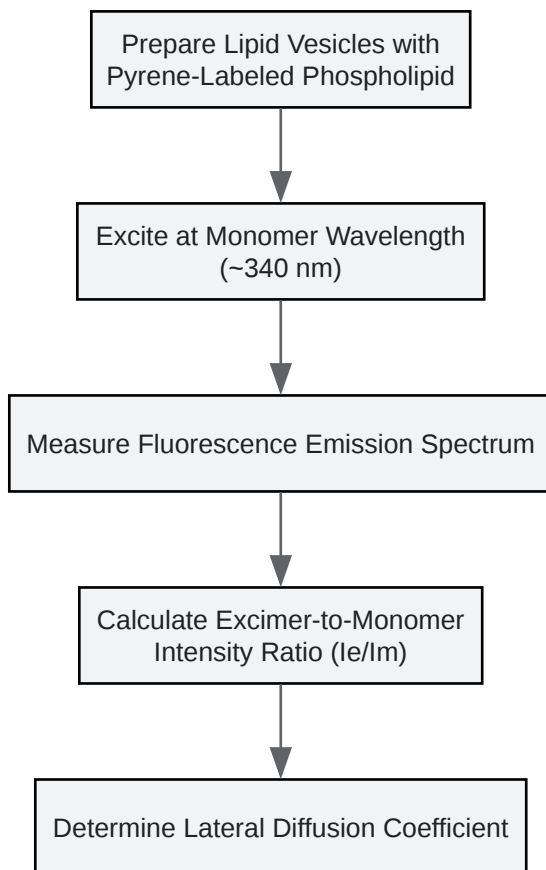 Prepare Lipid Vesicles with
Pyrene-Labeled Phospholipid
Excite at Monomer Wavelength
(~340 nm)
Measure Fluorescence Emission Spectrum
Calculate Excimer-to-Monomer
Intensity Ratio (Ie/Im)
Determine Lateral Diffusion Coefficient